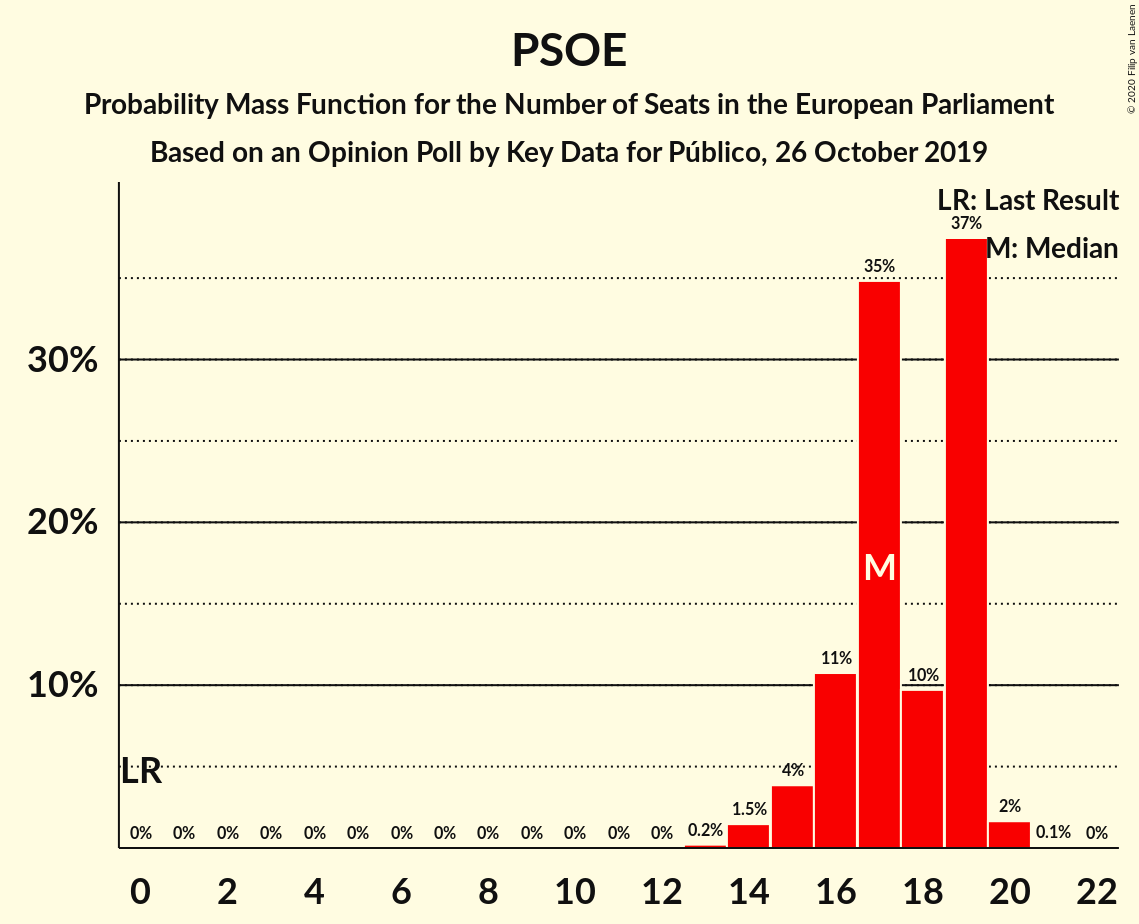 PSOE
Probability Mass Function for the Number of Seats in the European Parliament
Based on an Opinion Poll by Key Data for Público, 26 October 2019
© 2020 Filip van Laenen
LR: Last Result
M: Median
37%
35%
30%
20%
M
11%
10%
10%
LR
4%
2%
1.5%
0% 0% 0% 0% 0% 0% 0% 0% 0% 0% 0% 0% 0% 0.2% 0.1% 0%
0 2 4 6 8 10 12 14 16 18 20 22